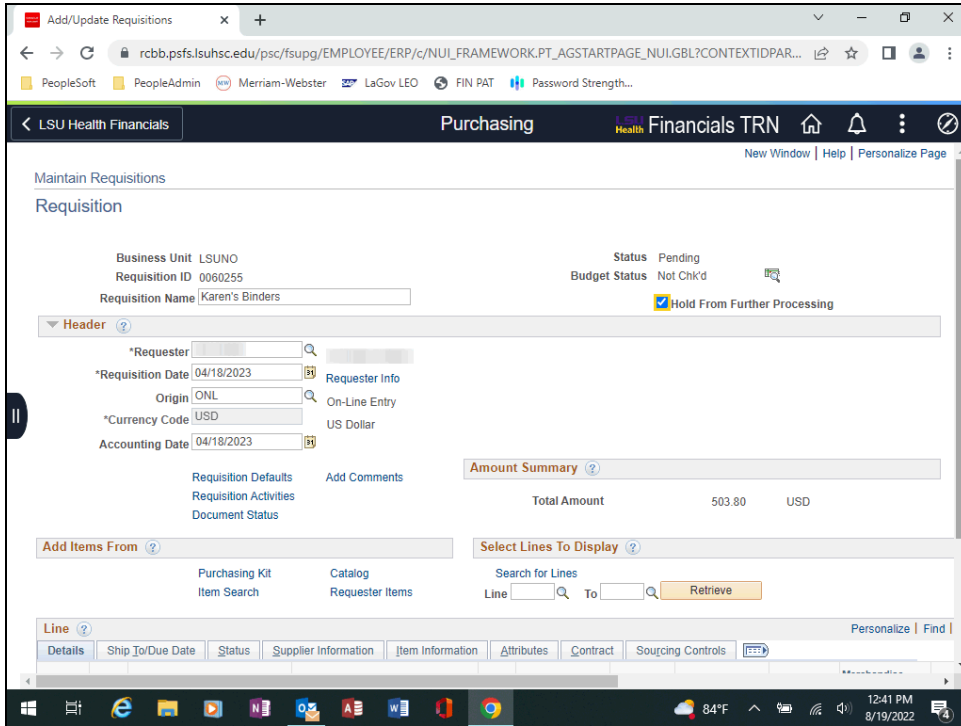 Add/Update Requisitions
rcbb.psfs.lsuhsc.edu/psc/fsupg/EMPLOYEE/ERP/c/NUI_FRAMEWORK.PT_AGSTARTPAGE_NUI.GBL?CONTEXTIDPAR...
PeopleSoft PeopleAdmin Merriam-Webster LaGov LEO FIN PAT Password Strength...
LSU Health Financials Purchasing LSU Health Financials TRN
New Window | Help | Personalize Page
Maintain Requisitions
Requisition
Business Unit LSUNO Status Pending
Requisition ID 0060255 Budget Status Not Chk'd
Requisition Name Karen's Binders Hold From Further Processing
Header
*Requester
*Requisition Date 04/18/2023 Requester Info
Origin ONL On-Line Entry
*Currency Code USD US Dollar
Accounting Date 04/18/2023
Requisition Defaults Add Comments Amount Summary
Requisition Activities Total Amount 503.80 USD
Document Status
Add Items From Select Lines To Display
Purchasing Kit Catalog Search for Lines
Item Search Requester Items Line To Retrieve
Line Personalize | Find |
Details Ship To/Due Date Status Supplier Information Item Information Attributes Contract Sourcing Controls
84°F 12:41 PM
8/19/2022 4